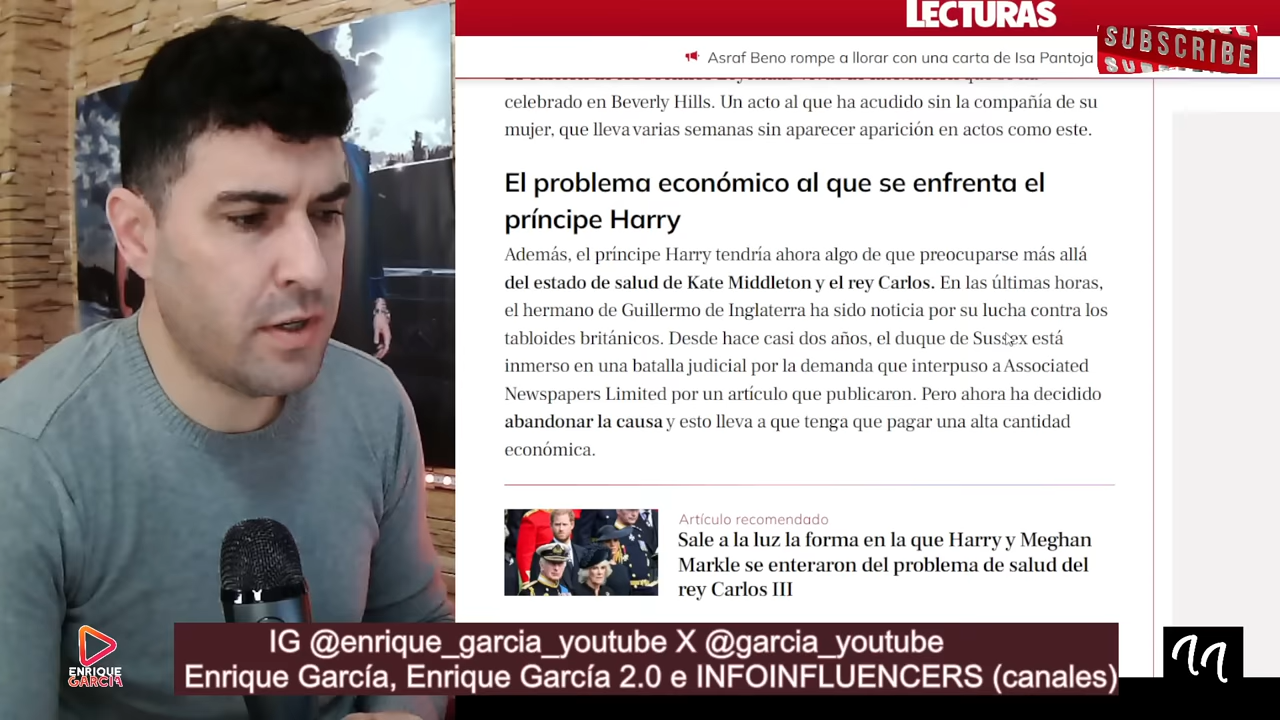 LECTURAS
Asraf Beno rompe a llorar con una carta de Isa Pantoja
SUBSCRIBE
celebrado en Beverly Hills. Un acto al que ha acudido sin la compañía de su
mujer, que lleva varias semanas sin aparecer aparición en actos como este.
El problema económico al que se enfrenta el
príncipe Harry
Además, el príncipe Harry tendría ahora algo de que preocuparse más allá
del estado de salud de Kate Middleton y el rey Carlos. En las últimas horas,
el hermano de Guillermo de Inglaterra ha sido noticia por su lucha contra los
tabloides británicos. Desde hace casi dos años, el duque de Sussex está
inmerso en una batalla judicial por la demanda que interpuso a Associated
Newspapers Limited por un artículo que publicaron. Pero ahora ha decidido
abandonar la causa y esto lleva a que tenga que pagar una alta cantidad
económica.
Artículo recomendado
Sale a la luz la forma en la que Harry y Meghan
Markle se enteraron del problema de salud del
rey Carlos III
IG @enrique_garcia_youtube X @garcia_youtube
Enrique García, Enrique García 2.0 e INFOINFLUENCERS (canales)
ENRIQUE
GARCÍA